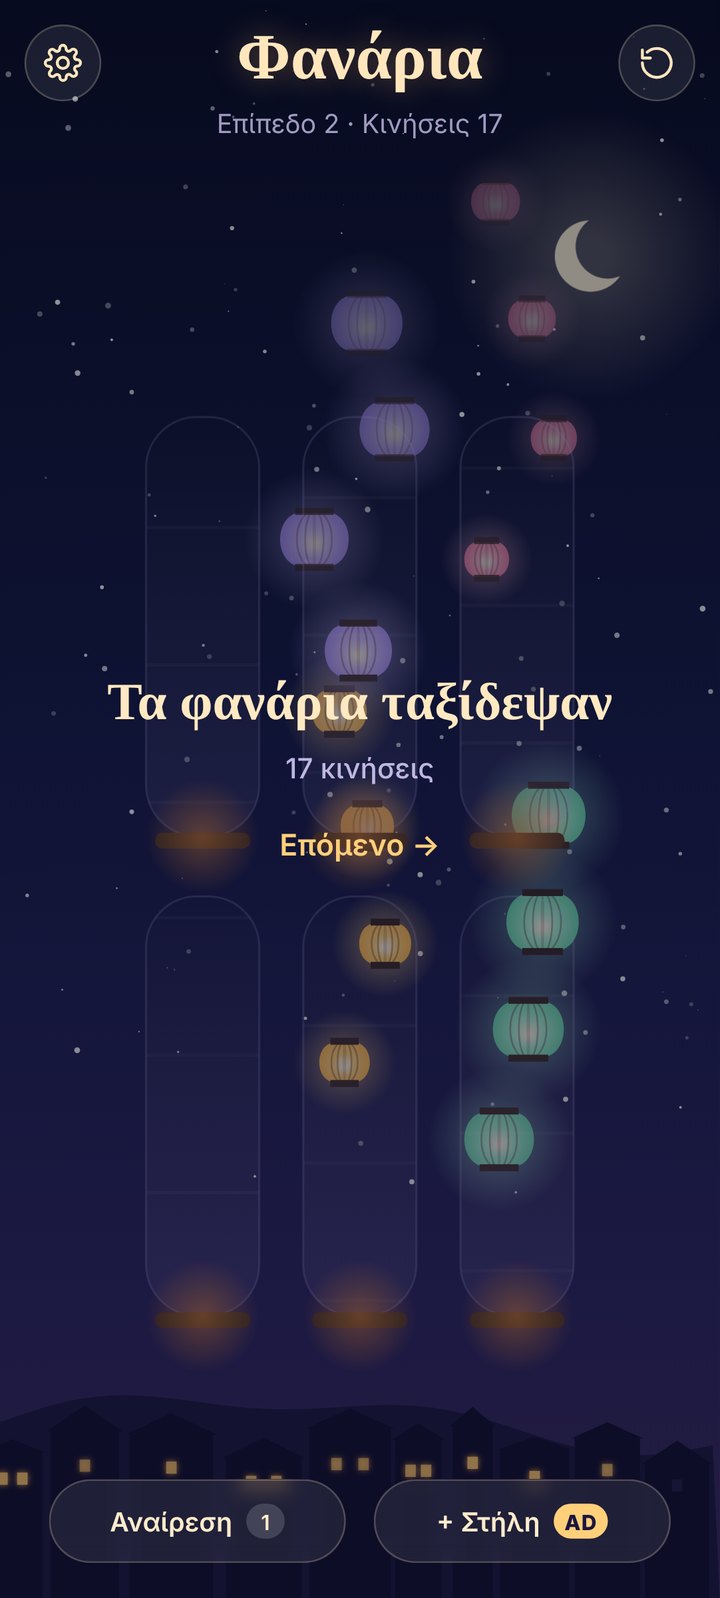 Φανάρια
Επίπεδο 2 · Κινήσεις 17
Τα φανάρια ταξίδεψαν
17 κινήσεις
Επόμενο →
Αναίρεση 1
+ Στήλη AD